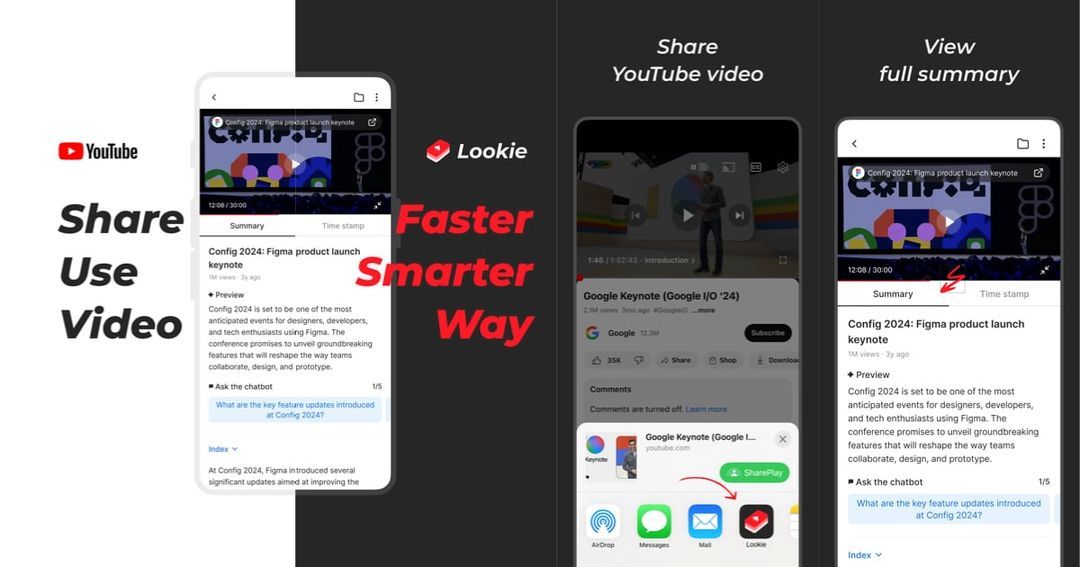 YouTube
Share
Use
Video
Config 2024: Figma product launch keynote
12:08 / 30:00
Summary
Time stamp
Config 2024: Figma product launch
keynote
1M views · 3y ago
Preview
Config 2024 is set to be one of the most
anticipated events for designers, developers,
and tech enthusiasts using Figma. The
conference promises to unveil groundbreaking
features that will reshape the way teams
collaborate, design, and prototype.
Ask the chatbot
1/5
What are the key feature updates introduced
at Config 2024?
Index
At Config 2024, Figma introduced several
significant updates aimed at improving the
Lookie
Faster
Smarter
Way
Share
YouTube video
1:46 / 1:52:43 · Introduction
Google Keynote (Google I/O '24)
2.1M views 3mo ago #GoogleIO ...more
Google 12.3M
Subscribe
35K
Share
Shop
Download
Comments
Comments are turned off. Learn more
Keynote
Google Keynote (Google I...
youtube.com
SharePlay
AirDrop
Messages
Mail
Lookie
View
full summary
Config 2024: Figma product launch keynote
12:08 / 30:00
Summary
Time stamp
Config 2024: Figma product launch
keynote
1M views · 3y ago
Preview
Config 2024 is set to be one of the most
anticipated events for designers, developers,
and tech enthusiasts using Figma. The
conference promises to unveil groundbreaking
features that will reshape the way teams
collaborate, design, and prototype.
Ask the chatbot
1/5
What are the key feature updates introduced
at Config 2024?
Index